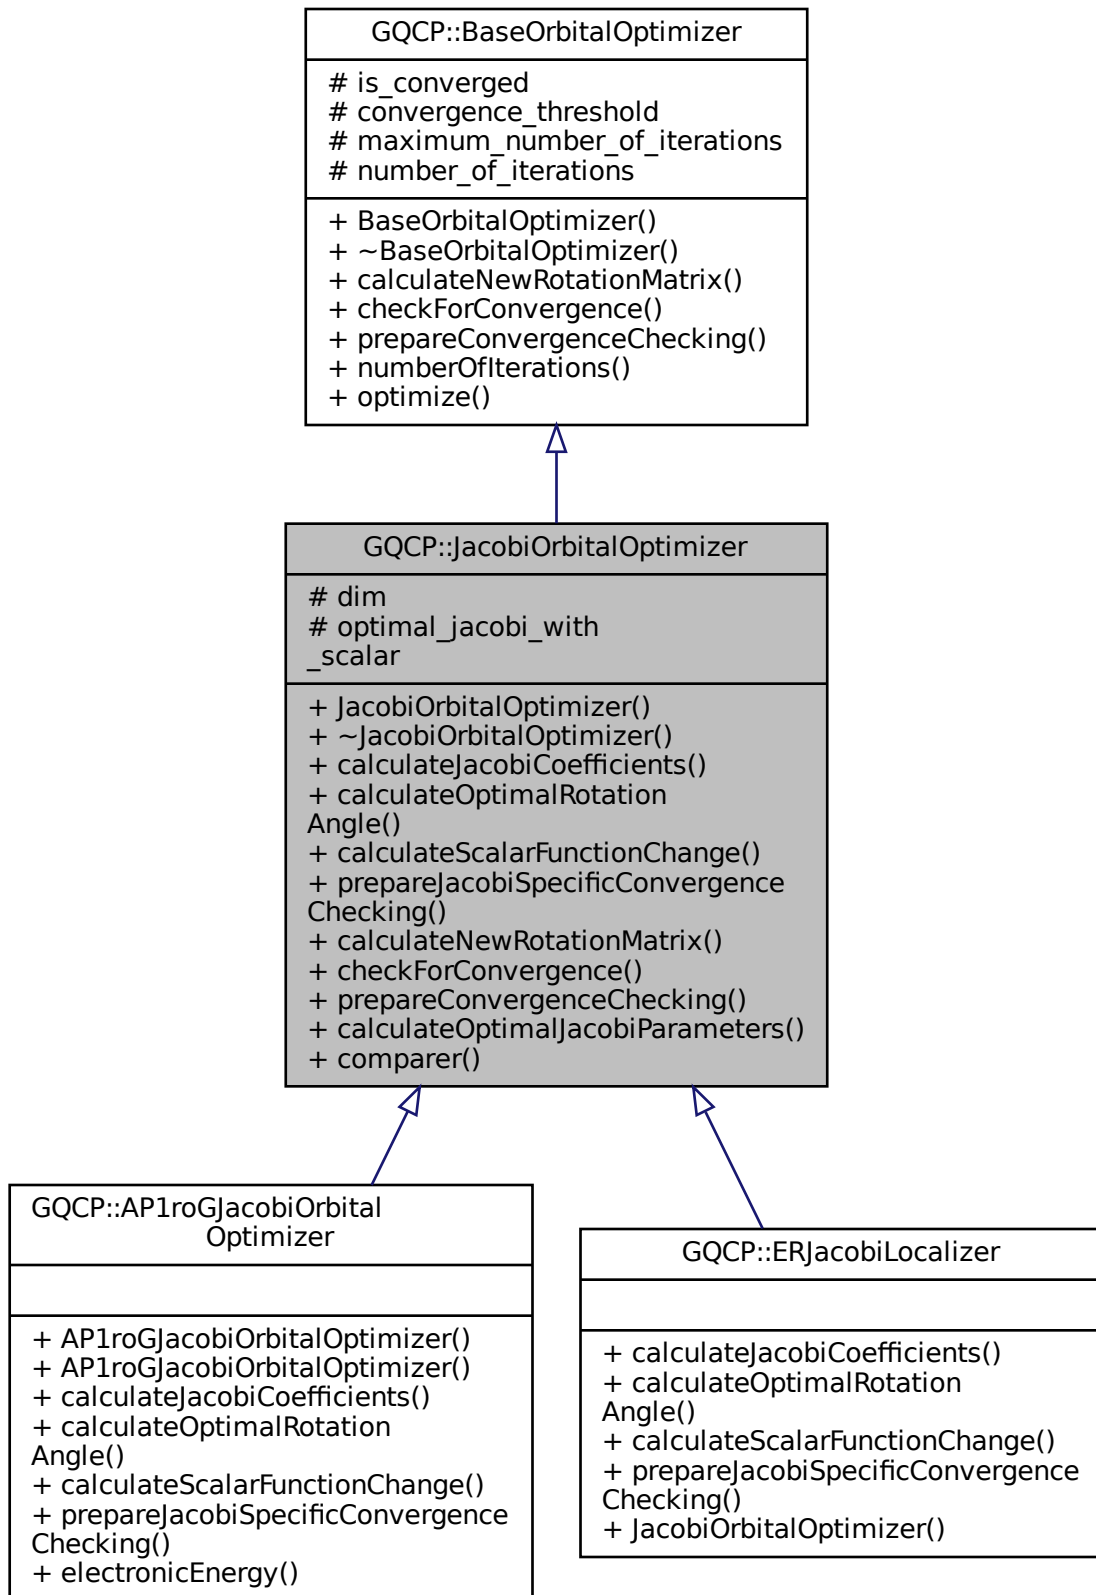 GQCP::BaseOrbitalOptimizer
# is_converged
# convergence_threshold
# maximum_number_of_iterations
# number_of_iterations
+ BaseOrbitalOptimizer()
+ ~BaseOrbitalOptimizer()
+ calculateNewRotationMatrix()
+ checkForConvergence()
+ prepareConvergenceChecking()
+ numberOfIterations()
+ optimize()
GQCP::JacobiOrbitalOptimizer
# dim
# optimal_jacobi_with
_scalar
+ JacobiOrbitalOptimizer()
+ ~JacobiOrbitalOptimizer()
+ calculateJacobiCoefficients()
+ calculateOptimalRotation
Angle()
+ calculateScalarFunctionChange()
+ prepareJacobiSpecificConvergence
Checking()
+ calculateNewRotationMatrix()
+ checkForConvergence()
+ prepareConvergenceChecking()
+ calculateOptimalJacobiParameters()
+ comparer()
GQCP::AP1roGJacobiOrbital
Optimizer
+ AP1roGJacobiOrbitalOptimizer()
+ AP1roGJacobiOrbitalOptimizer()
+ calculateJacobiCoefficients()
+ calculateOptimalRotation
Angle()
+ calculateScalarFunctionChange()
+ prepareJacobiSpecificConvergence
Checking()
+ electronicEnergy()
GQCP::ERJacobiLocalizer
+ calculateJacobiCoefficients()
+ calculateOptimalRotation
Angle()
+ calculateScalarFunctionChange()
+ prepareJacobiSpecificConvergence
Checking()
+ JacobiOrbitalOptimizer()